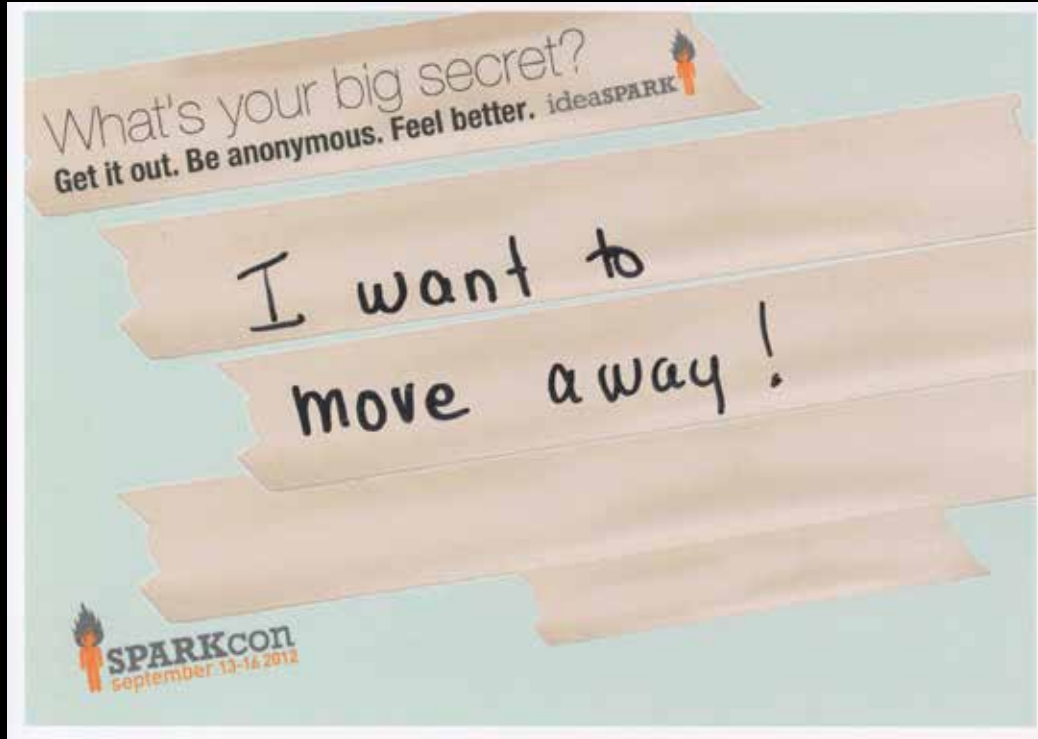 What's your big secret?
Get it out. Be anonymous. Feel better. ideaSPARK
I want to
move away!
SPARKcon
september 13-16 2012